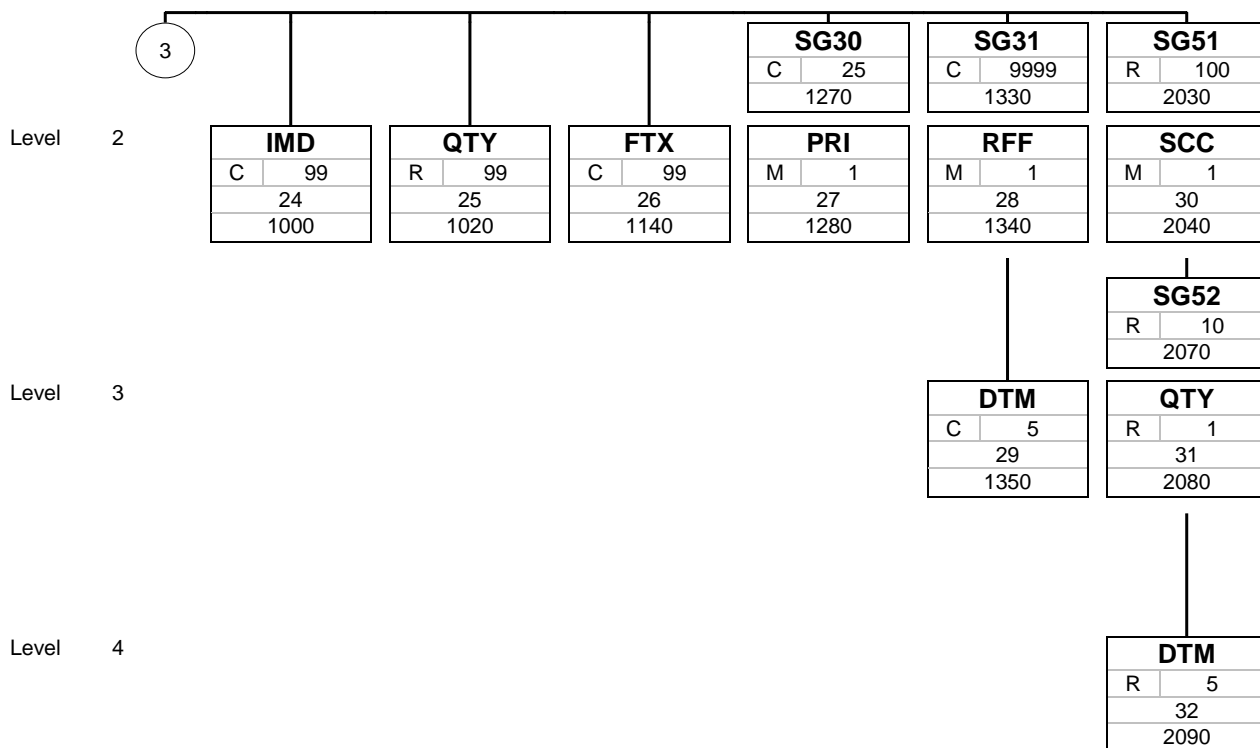 3
SG30 SG31 SG51
C 25 C 9999 R 100
1270 1330 2030
Level 2 IMD QTY FTX PRI RFF SCC
C 99 R 99 C 99 M 1 M 1 M 1
24 25 26 27 28 30
1000 1020 1140 1280 1340 2040
SG52
R 10
2070
Level 3 DTM QTY
C 5 R 1
29 31
1350 2080
Level 4 DTM
R 5
32
2090